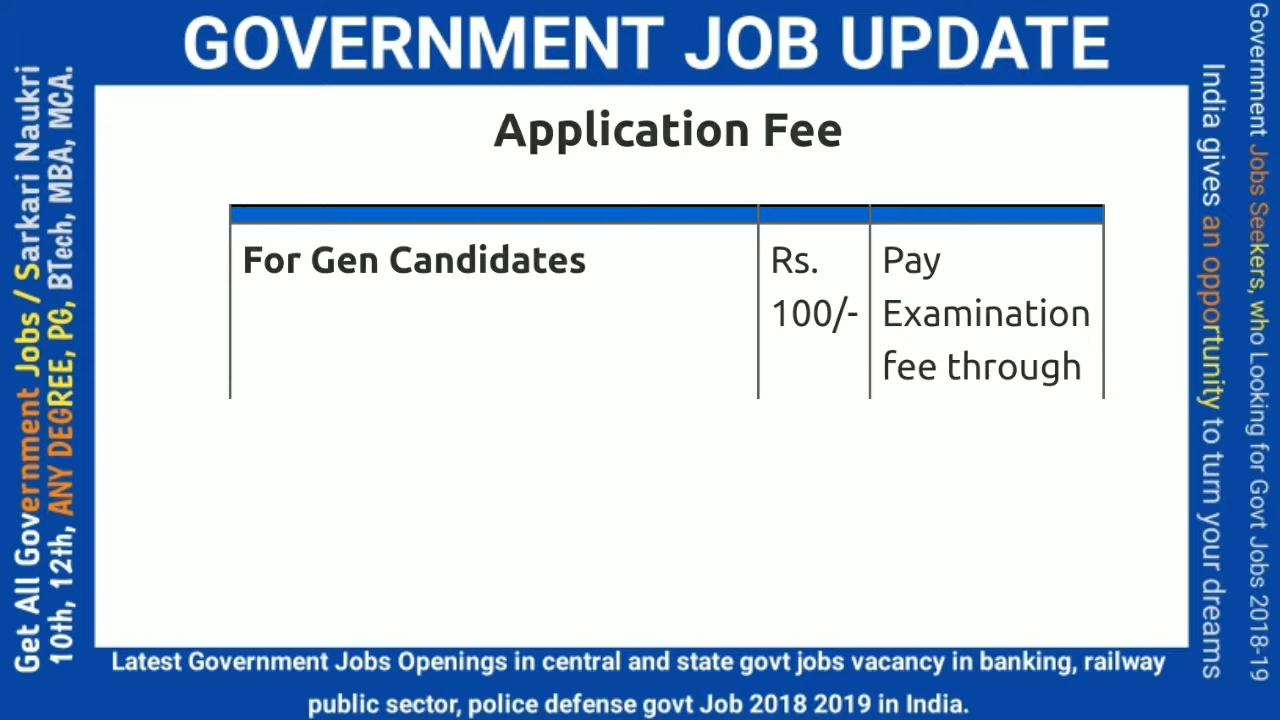 GOVERNMENT JOB UPDATE
Application Fee
For Gen Candidates
Rs.
100/-
Pay
Examination
fee through
Get All Government Jobs / Sarkari Naukri
10th, 12th, ANY DEGREE, PG, BTech, MBA, MCA.
India gives an opportunity to turn your dreams
Government Jobs Seekers, who Looking for Govt Jobs 2018-19
Latest Government Jobs Openings in central and state govt jobs vacancy in banking, railway
public sector, police defense govt Job 2018 2019 in India.